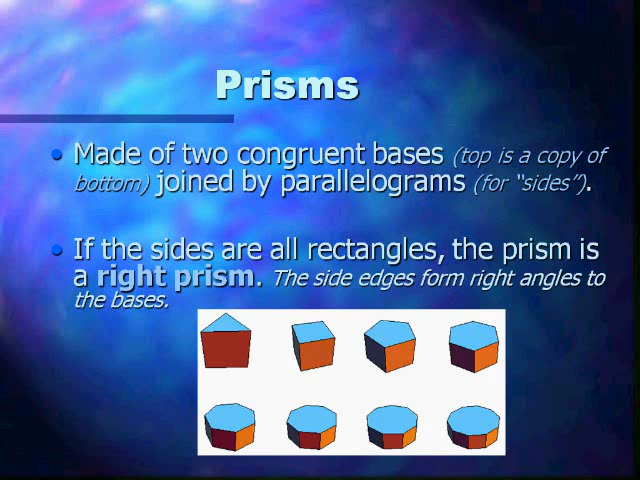 Prisms
• Made of two congruent bases (top is a copy of
bottom) joined by parallelograms (for “sides”).
• If the sides are all rectangles, the prism is
a right prism. The side edges form right angles to
the bases.